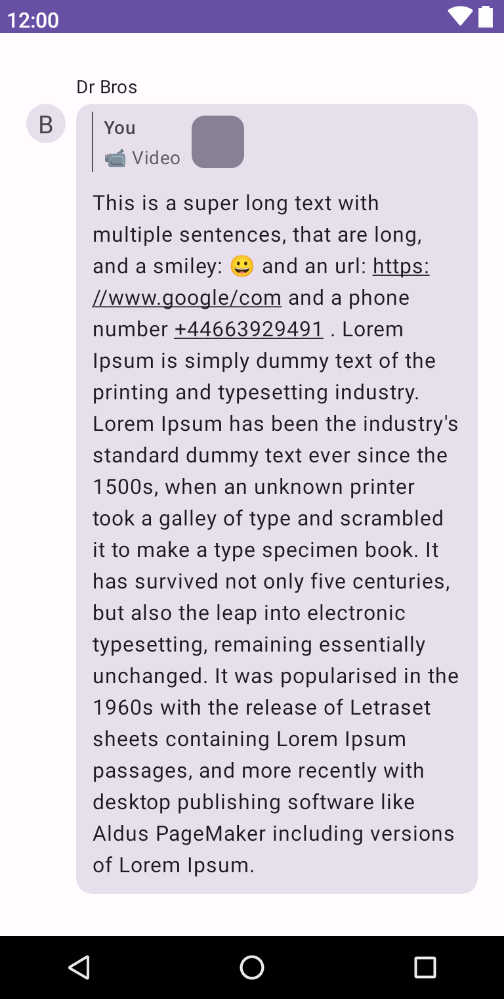 12:00
Dr Bros
B
You
📹 Video
This is a super long text with
multiple sentences, that are long,
and a smiley: 😀 and an url: https:
//www.google/com and a phone
number +44663929491 . Lorem
Ipsum is simply dummy text of the
printing and typesetting industry.
Lorem Ipsum has been the industry's
standard dummy text ever since the
1500s, when an unknown printer
took a galley of type and scrambled
it to make a type specimen book. It
has survived not only five centuries,
but also the leap into electronic
typesetting, remaining essentially
unchanged. It was popularised in the
1960s with the release of Letraset
sheets containing Lorem Ipsum
passages, and more recently with
desktop publishing software like
Aldus PageMaker including versions
of Lorem Ipsum.